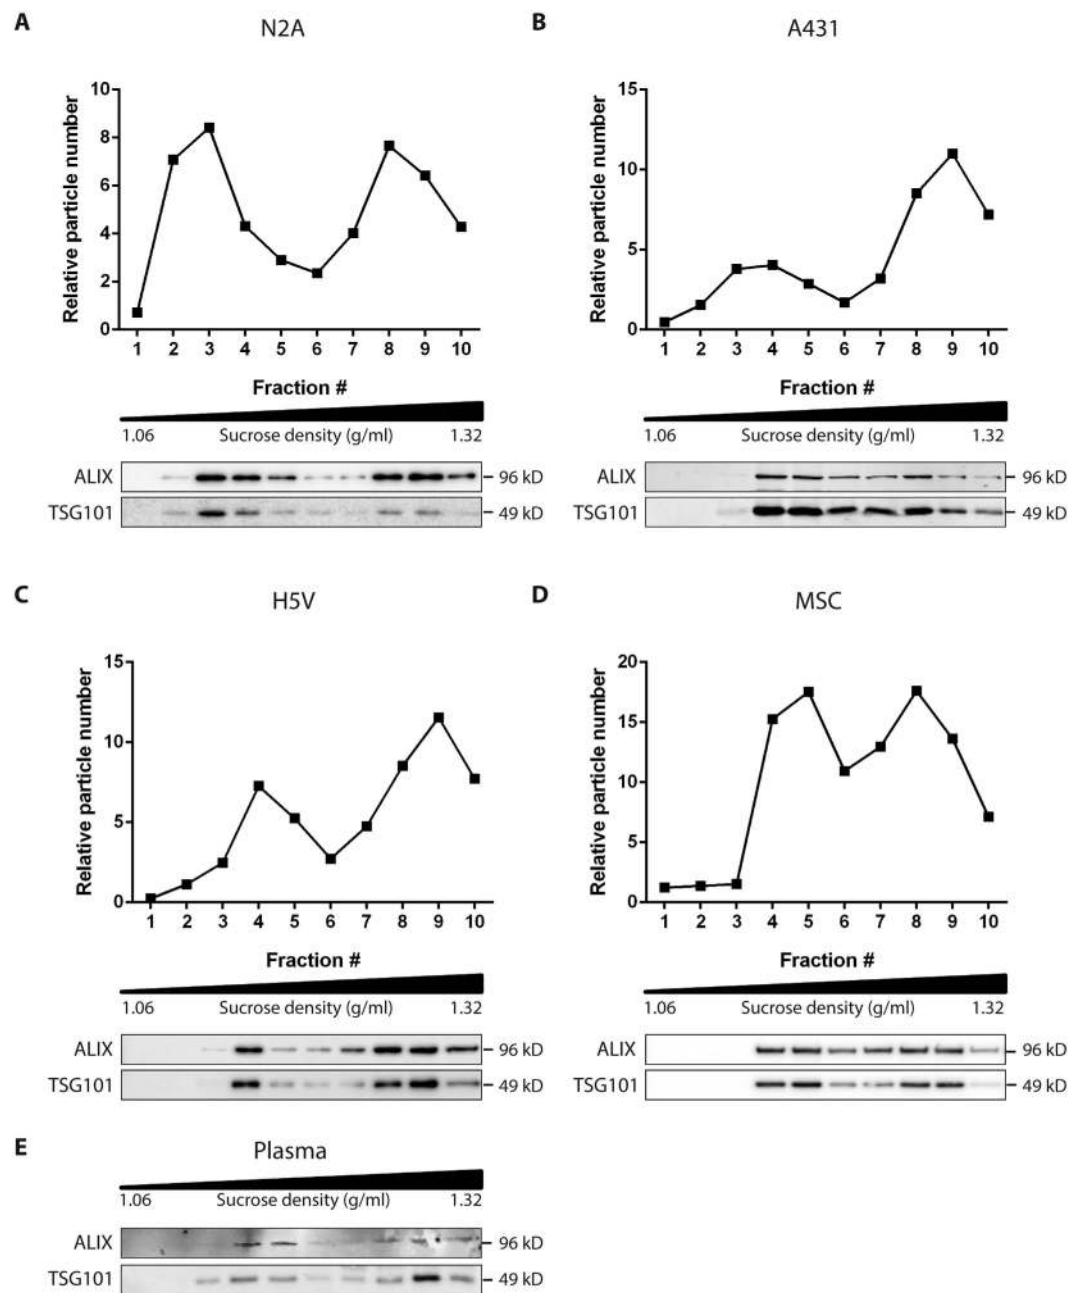 A
N2A
Relative particle number
10
8
6
4
2
0
1 2 3 4 5 6 7 8 9 10
Fraction #
1.06 Sucrose density (g/ml) 1.32
ALIX 96 kD
TSG101 49 kD
B
A431
Relative particle number
15
10
5
0
1 2 3 4 5 6 7 8 9 10
Fraction #
1.06 Sucrose density (g/ml) 1.32
ALIX 96 kD
TSG101 49 kD
C
H5V
Relative particle number
15
10
5
0
1 2 3 4 5 6 7 8 9 10
Fraction #
1.06 Sucrose density (g/ml) 1.32
ALIX 96 kD
TSG101 49 kD
D
MSC
Relative particle number
20
15
10
5
0
1 2 3 4 5 6 7 8 9 10
Fraction #
1.06 Sucrose density (g/ml) 1.32
ALIX 96 kD
TSG101 49 kD
E
Plasma
1.06 Sucrose density (g/ml) 1.32
ALIX 96 kD
TSG101 49 kD